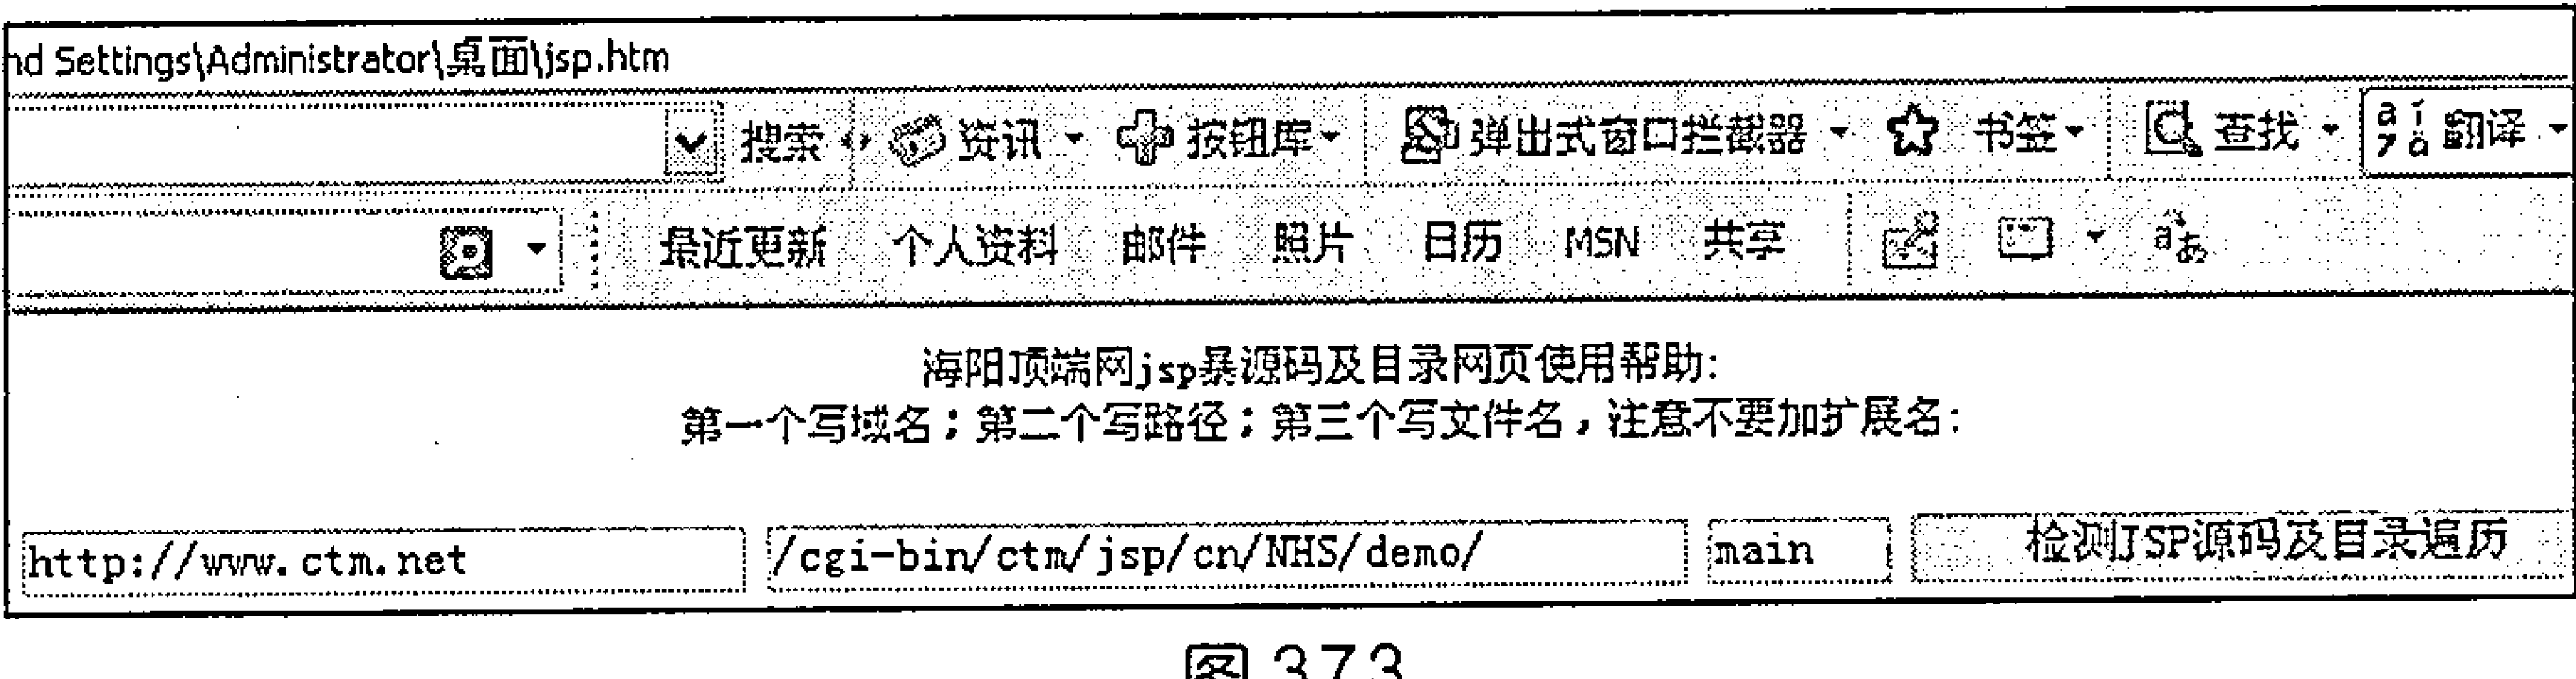 nd Settings\Administrator\桌面\jsp.htm
搜索 资讯 按钮库 弹出式窗口拦截器 书签 查找 翻译
最近更新 个人资料 邮件 照片 日历 MSN 共享
海阳顶端网jsp暴源码及目录网页使用帮助:
第一个写域名；第二个写路径；第三个写文件名，注意不要加扩展名:
http://www.ctm.net /cgi-bin/ctm/jsp/cn/NHS/demo/ main 检测JSP源码及目录遍历
图 373